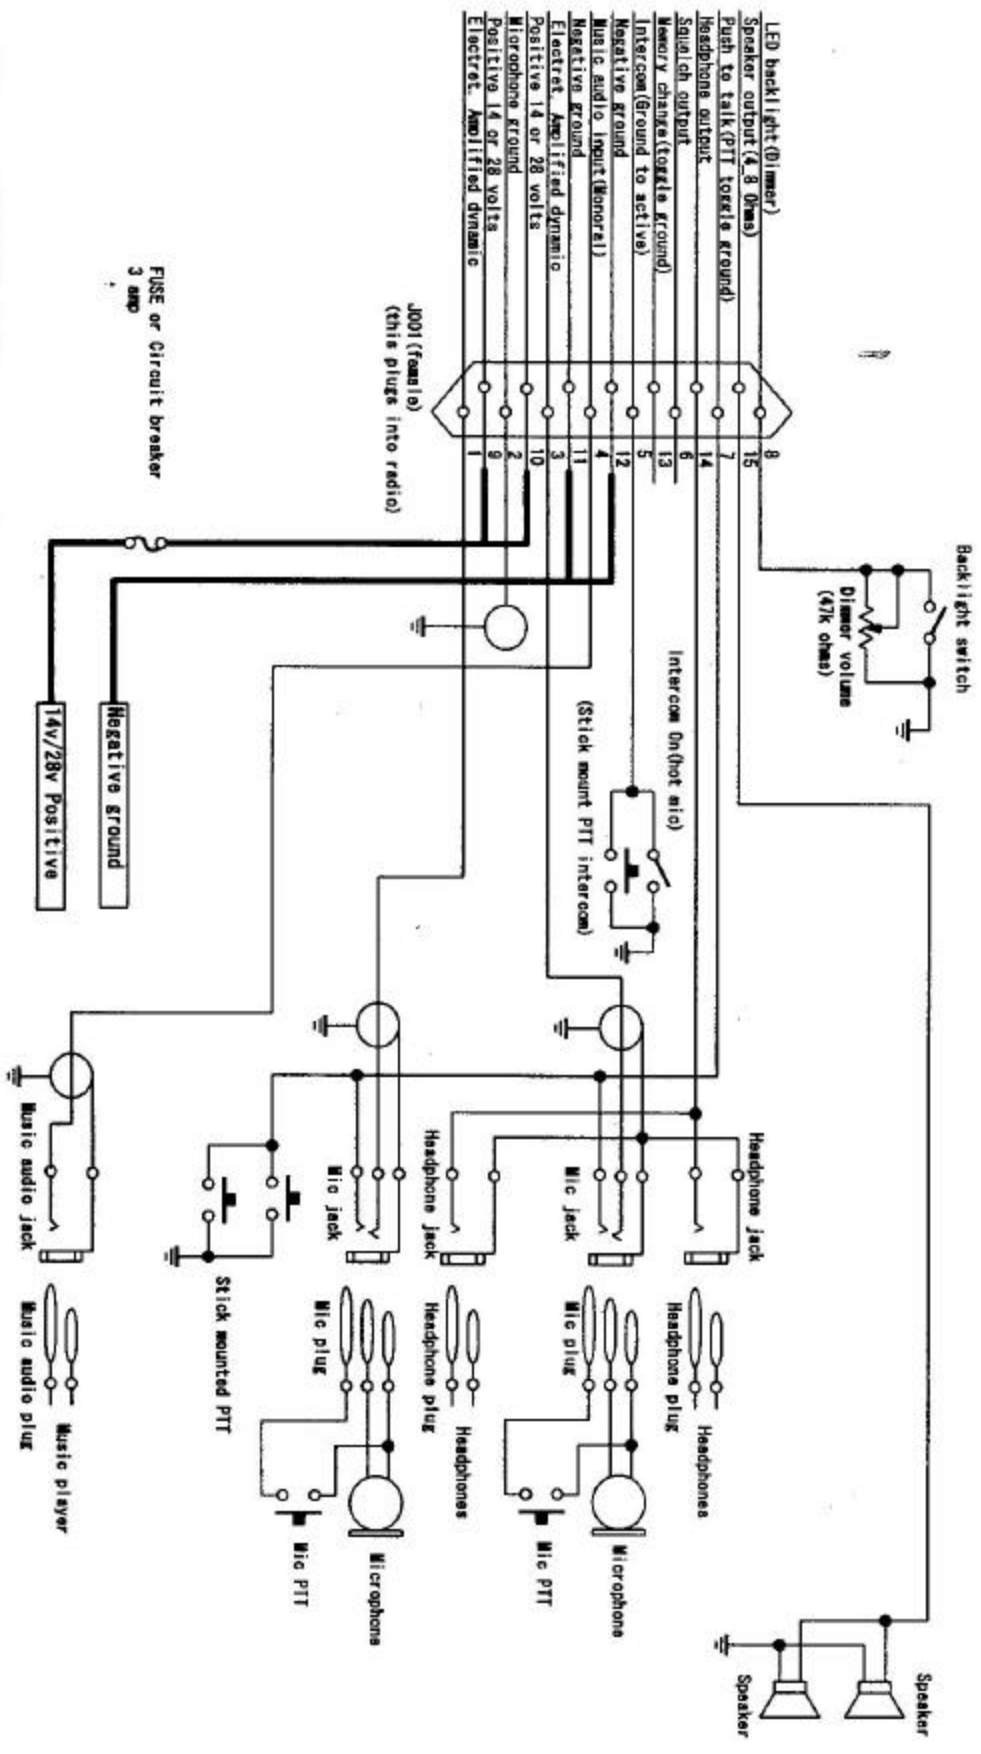 LED backlight(Dimmer)
Speaker output(4_8 Ohms)
Push to talk(PTT toggle ground)
Headphone output
Squelch output
Memory change(toggle ground)
Intercom(Ground to active)
Negative ground
Music audio input(Monoral)
Negative ground
Electret, Amplified dynamic
Positive 14 or 28 volts
Microphone ground
Positive 14 or 28 volts
Electret, Amplified dynamic
J001(female)
(this plugs into radio)
FUSE or Circuit breaker
3 amp
8
15
7
14
6
13
5
12
4
11
3
10
2
9
1
Backlight switch
Dimmer volume
(47k ohms)
Intercom On(hot mic)
(Stick mount PTT intercom)
Negative ground
14v/28v Positive
Headphone jack
Mic jack
Headphone jack
Mic jack
Stick mounted PTT
Music audio jack
Headphone plug
Headphones
Mic plug
Microphone
Mic PTT
Headphone plug
Headphones
Mic plug
Microphone
Mic PTT
Music audio plug
Music player
Speaker
Speaker